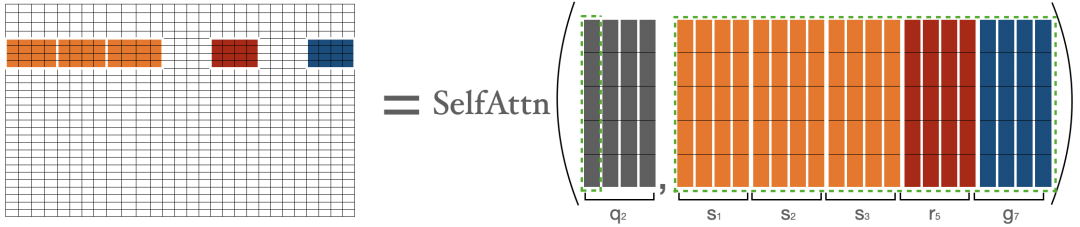 = SelfAttn ( , )
q₂ s₁ s₂ s₃ r₅ g₇